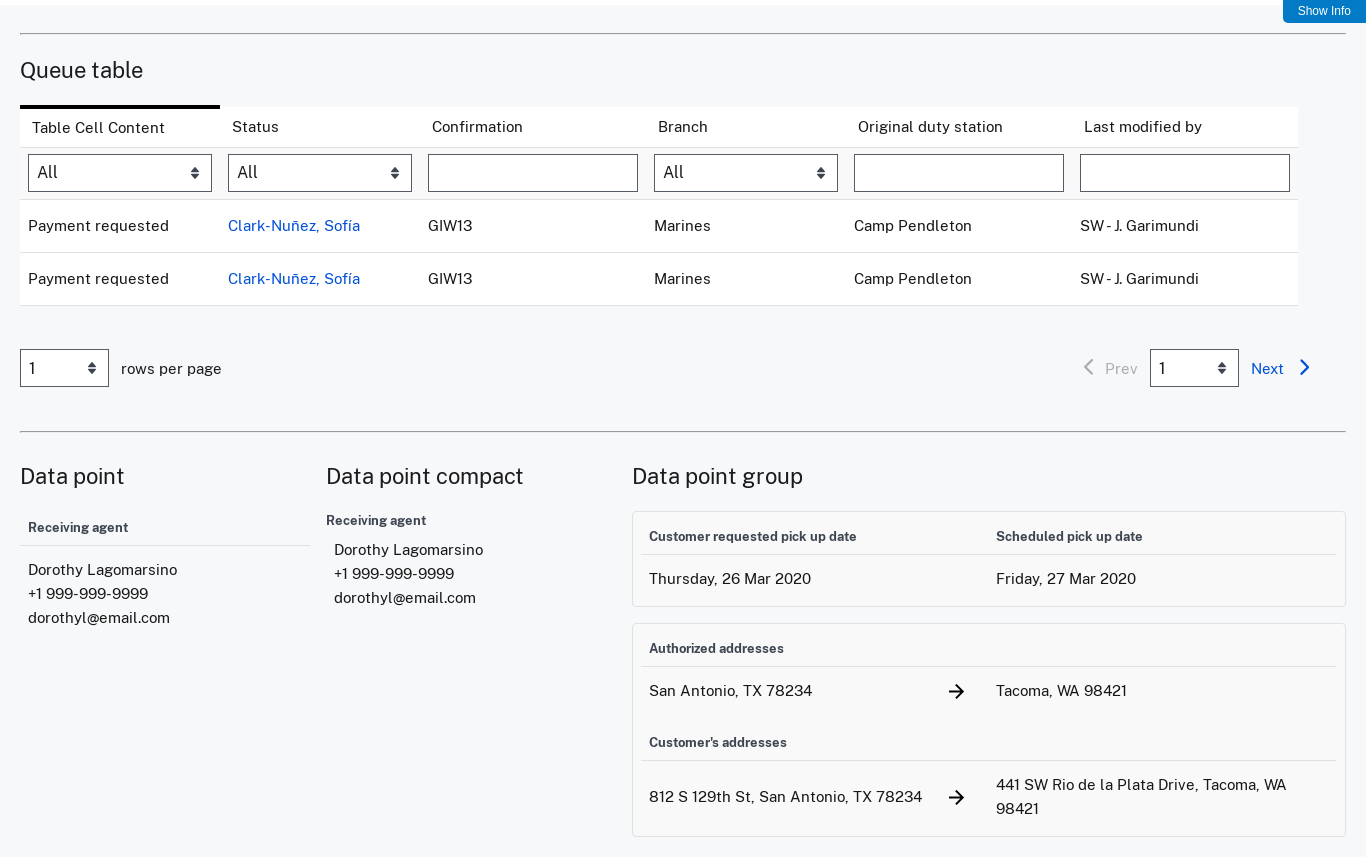 Show Info
Queue table
Table Cell Content Status Confirmation Branch Original duty station Last modified by
All All All
Payment requested Clark-Nuñez, Sofía GIW13 Marines Camp Pendleton SW - J. Garimundi
Payment requested Clark-Nuñez, Sofía GIW13 Marines Camp Pendleton SW - J. Garimundi
1 rows per page Prev 1 Next
Data point
Receiving agent
Dorothy Lagomarsino
+1 999-999-9999
dorothyl@email.com
Data point compact
Receiving agent
Dorothy Lagomarsino
+1 999-999-9999
dorothyl@email.com
Data point group
Customer requested pick up date Scheduled pick up date
Thursday, 26 Mar 2020 Friday, 27 Mar 2020
Authorized addresses
San Antonio, TX 78234 Tacoma, WA 98421
Customer's addresses
812 S 129th St, San Antonio, TX 78234 441 SW Rio de la Plata Drive, Tacoma, WA
98421